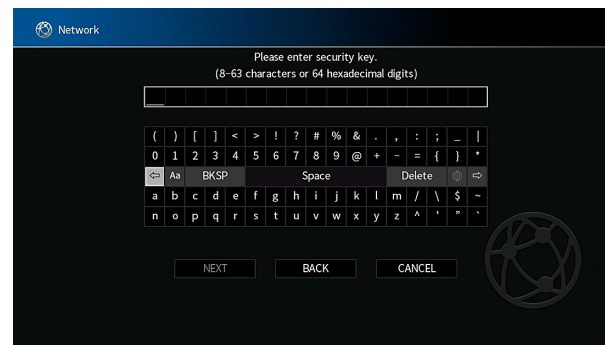 Network
Please enter security key.
(8-63 characters or 64 hexadecimal digits)
( ) [ ] < > ! ? # % & . , : ; _ |
0 1 2 3 4 5 6 7 8 9 @ + - = { } *
⇦ Aa BKSP Space Delete ⇨
a b c d e f g h i j k l m / \ $ ~
n o p q r s t u v w x y z ^ ' " `
NEXT BACK CANCEL